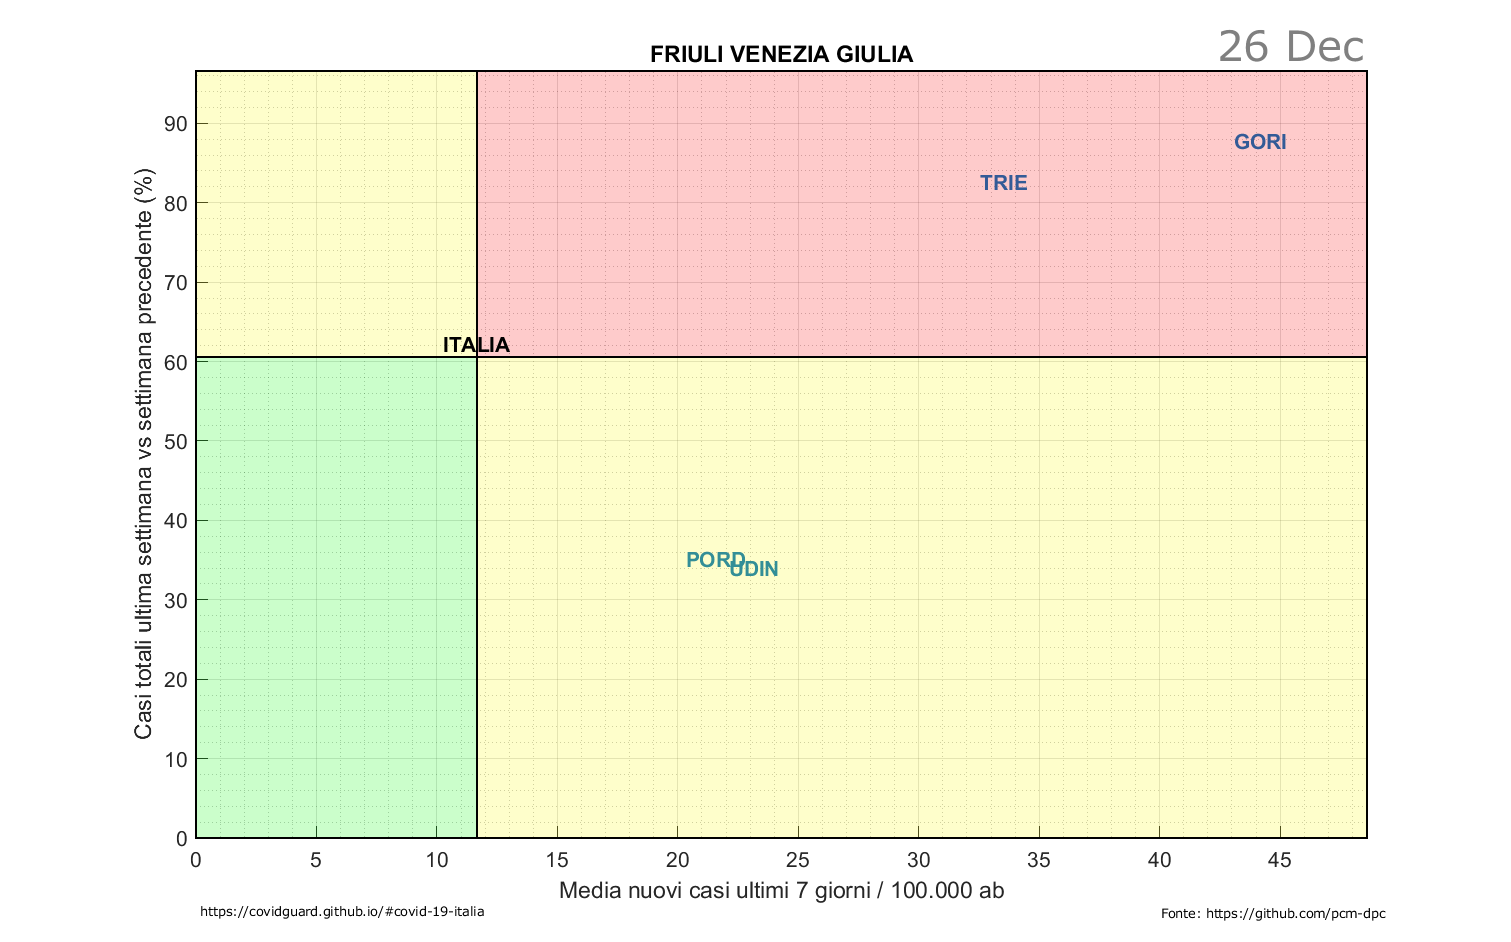 FRIULI VENEZIA GIULIA
26 Dec
Casi totali ultima settimana vs settimana precedente (%)
90
80
70
60
50
40
30
20
10
0
GORI
TRIE
ITALIA
PORD
UDIN
0 5 10 15 20 25 30 35 40 45
Media nuovi casi ultimi 7 giorni / 100.000 ab
https://covidguard.github.io/#covid-19-italia
Fonte: https://github.com/pcm-dpc